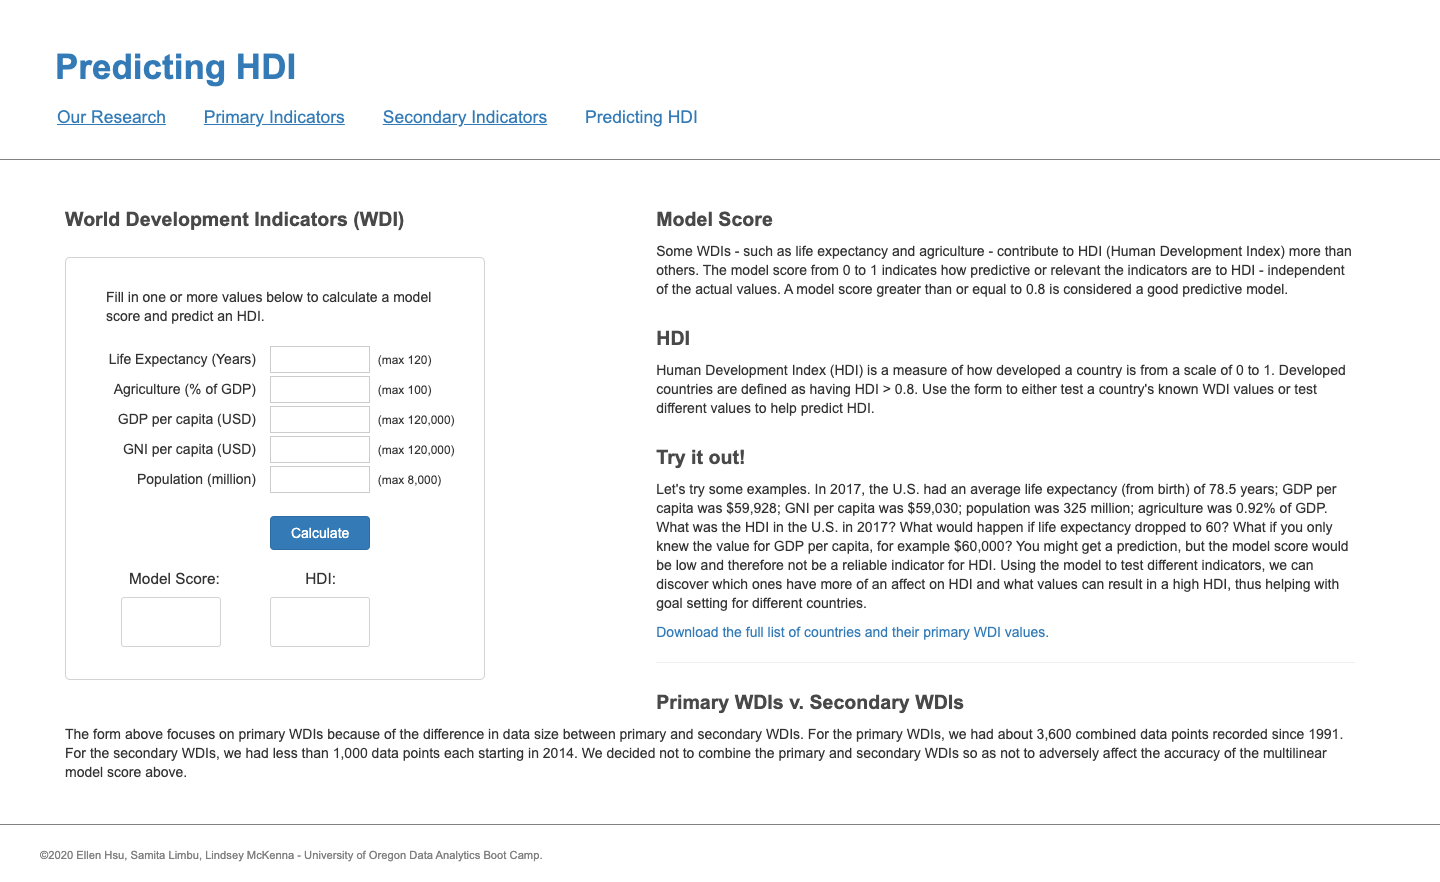 Predicting HDI
Our Research Primary Indicators Secondary Indicators Predicting HDI
World Development Indicators (WDI)
Fill in one or more values below to calculate a model
score and predict an HDI.
Life Expectancy (Years) (max 120)
Agriculture (% of GDP) (max 100)
GDP per capita (USD) (max 120,000)
GNI per capita (USD) (max 120,000)
Population (million) (max 8,000)
Calculate
Model Score: HDI:
Model Score
Some WDIs - such as life expectancy and agriculture - contribute to HDI (Human Development Index) more than
others. The model score from 0 to 1 indicates how predictive or relevant the indicators are to HDI - independent
of the actual values. A model score greater than or equal to 0.8 is considered a good predictive model.
HDI
Human Development Index (HDI) is a measure of how developed a country is from a scale of 0 to 1. Developed
countries are defined as having HDI > 0.8. Use the form to either test a country's known WDI values or test
different values to help predict HDI.
Try it out!
Let's try some examples. In 2017, the U.S. had an average life expectancy (from birth) of 78.5 years; GDP per
capita was $59,928; GNI per capita was $59,030; population was 325 million; agriculture was 0.92% of GDP.
What was the HDI in the U.S. in 2017? What would happen if life expectancy dropped to 60? What if you only
knew the value for GDP per capita, for example $60,000? You might get a prediction, but the model score would
be low and therefore not be a reliable indicator for HDI. Using the model to test different indicators, we can
discover which ones have more of an affect on HDI and what values can result in a high HDI, thus helping with
goal setting for different countries.
Download the full list of countries and their primary WDI values.
Primary WDIs v. Secondary WDIs
The form above focuses on primary WDIs because of the difference in data size between primary and secondary WDIs. For the primary WDIs, we had about 3,600 combined data points recorded since 1991.
For the secondary WDIs, we had less than 1,000 data points each starting in 2014. We decided not to combine the primary and secondary WDIs so as not to adversely affect the accuracy of the multilinear
model score above.
©2020 Ellen Hsu, Samita Limbu, Lindsey McKenna - University of Oregon Data Analytics Boot Camp.